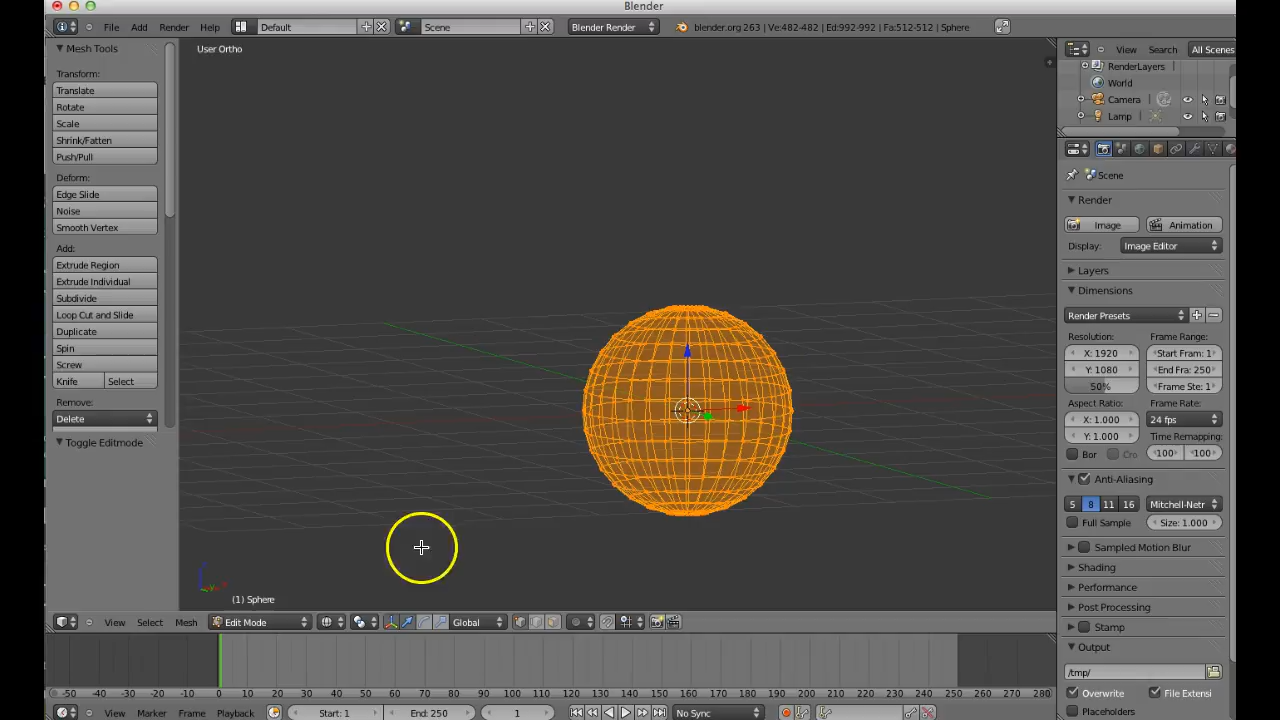 Blender
File Add Render Help Default Scene Blender Render blender.org 263 | Ve:482-482 | Ed:992-992 | Fa:512-512 | Sphere
Mesh Tools
Transform:
Translate
Rotate
Scale
Shrink/Fatten
Push/Pull
Deform:
Edge Slide
Noise
Smooth Vertex
Add:
Extrude Region
Extrude Individual
Subdivide
Loop Cut and Slide
Duplicate
Spin
Screw
Knife Select
Remove:
Delete
Toggle Editmode
User Ortho
(1) Sphere
View Select Mesh Edit Mode Global
View Search All Scenes
RenderLayers
World
Camera
Lamp
Scene
Render
Image Animation
Display: Image Editor
Layers
Dimensions
Render Presets
Resolution: Frame Range:
X: 1920 Start Fram: 1
Y: 1080 End Fra: 250
50% Frame Ste: 1
Aspect Ratio: Frame Rate:
X: 1.000 24 fps
Y: 1.000 Time Remapping:
Bor Cro 100 100
Anti-Aliasing
5 8 11 16 Mitchell-Netr
Full Sample Size: 1.000
Sampled Motion Blur
Shading
Performance
Post Processing
Stamp
Output
/tmp/
Overwrite File Extensi
Placeholders
-50 -40 -30 -20 -10 0 10 20 30 40 50 60 70 80 90 100 110 120 130 140 150 160 170 180 190 200 210 220 230 240 250 260 270 280
View Marker Frame Playback Start: 1 End: 250 1 No Sync